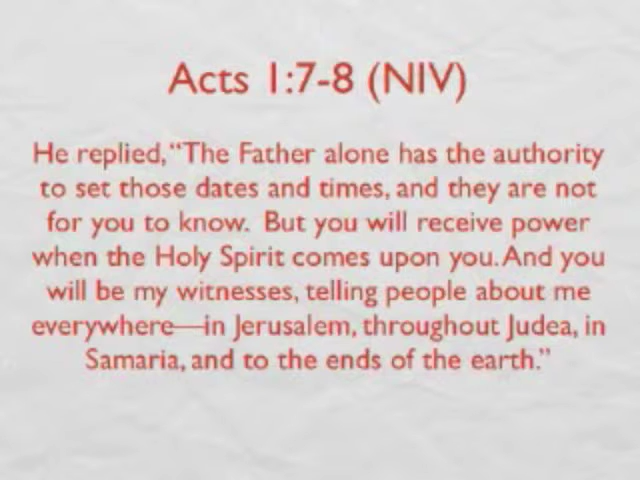 Acts 1:7-8 (NIV)
He replied, “The Father alone has the authority
to set those dates and times, and they are not
for you to know. But you will receive power
when the Holy Spirit comes upon you. And you
will be my witnesses, telling people about me
everywhere—in Jerusalem, throughout Judea, in
Samaria, and to the ends of the earth.”